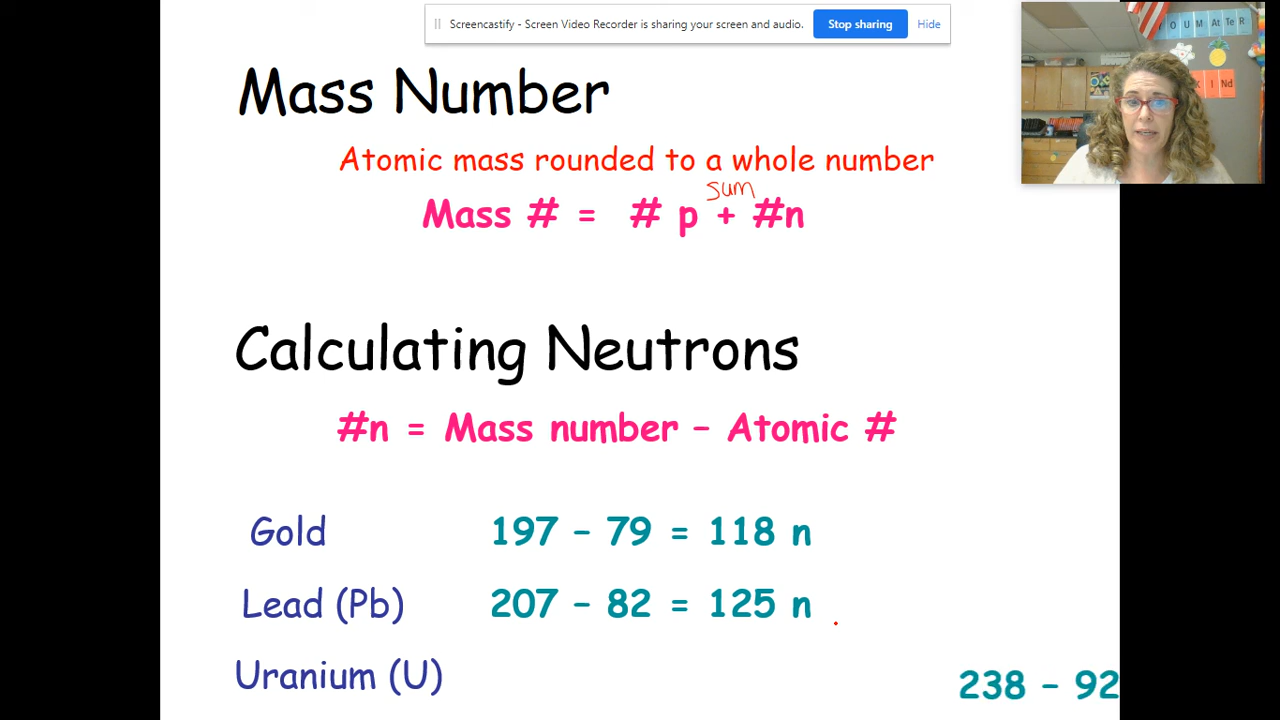 Screencastify - Screen Video Recorder is sharing your screen and audio. Stop sharing Hide
OUMAtTeR
INd
Mass Number
Atomic mass rounded to a whole number
sum
Mass # = # p + #n
Calculating Neutrons
#n = Mass number – Atomic #
Gold 197 – 79 = 118 n
Lead (Pb) 207 – 82 = 125 n
Uranium (U) 238 – 92